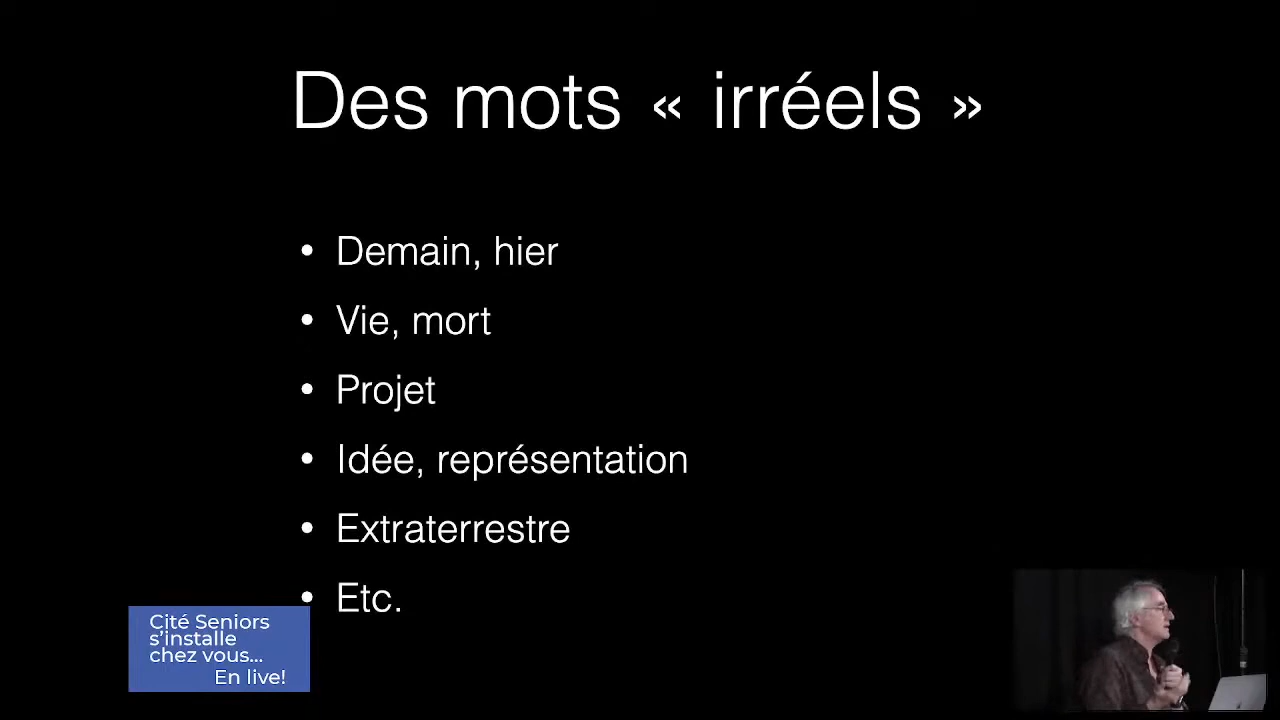 Des mots « irréels »
• Demain, hier
• Vie, mort
• Projet
• Idée, représentation
• Extraterrestre
• Etc.
Cité Seniors
s'installe
chez vous...
En live!